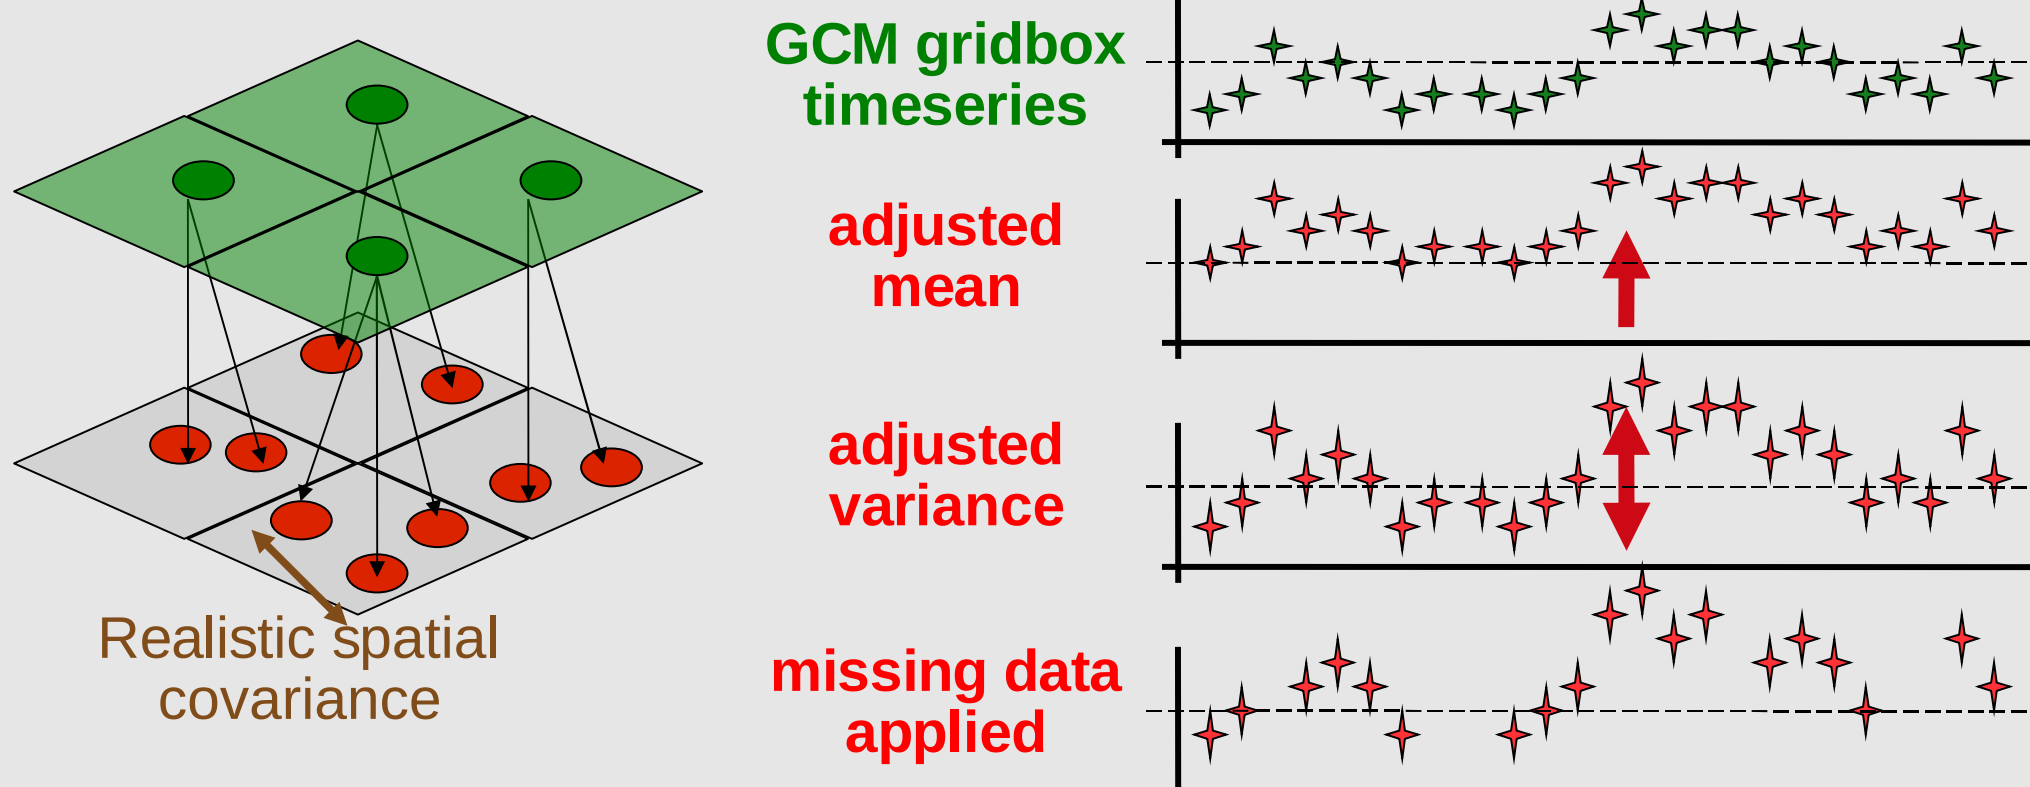 GCM gridbox
timeseries
adjusted
mean
adjusted
variance
missing data
applied
Realistic spatial
covariance